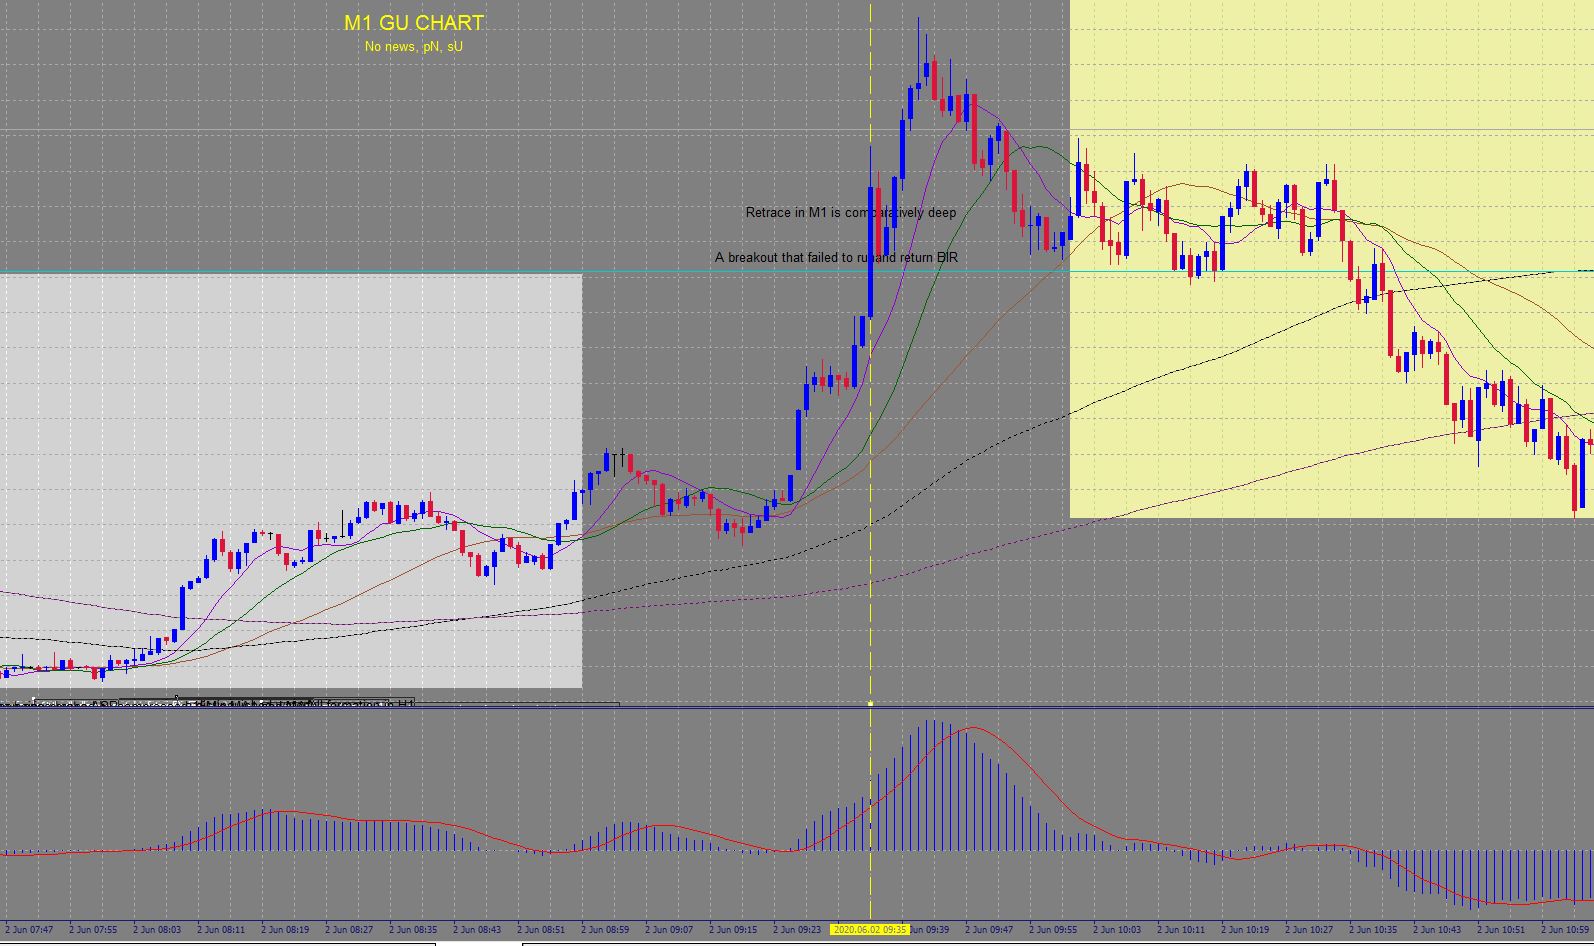 M1 GU CHART
No news, pN, sU
Retrace in M1 is comparatively deep
A breakout that failed to run and return BIR
2 Jun 07:47 2 Jun 07:55 2 Jun 08:03 2 Jun 08:11 2 Jun 08:19 2 Jun 08:27 2 Jun 08:35 2 Jun 08:43 2 Jun 08:51 2 Jun 08:59 2 Jun 09:07 2 Jun 09:15 2 Jun 09:23 2020.06.02 09:35 Jun 09:39 2 Jun 09:47 2 Jun 09:55 2 Jun 10:03 2 Jun 10:11 2 Jun 10:19 2 Jun 10:27 2 Jun 10:35 2 Jun 10:43 2 Jun 10:51 2 Jun 10:59